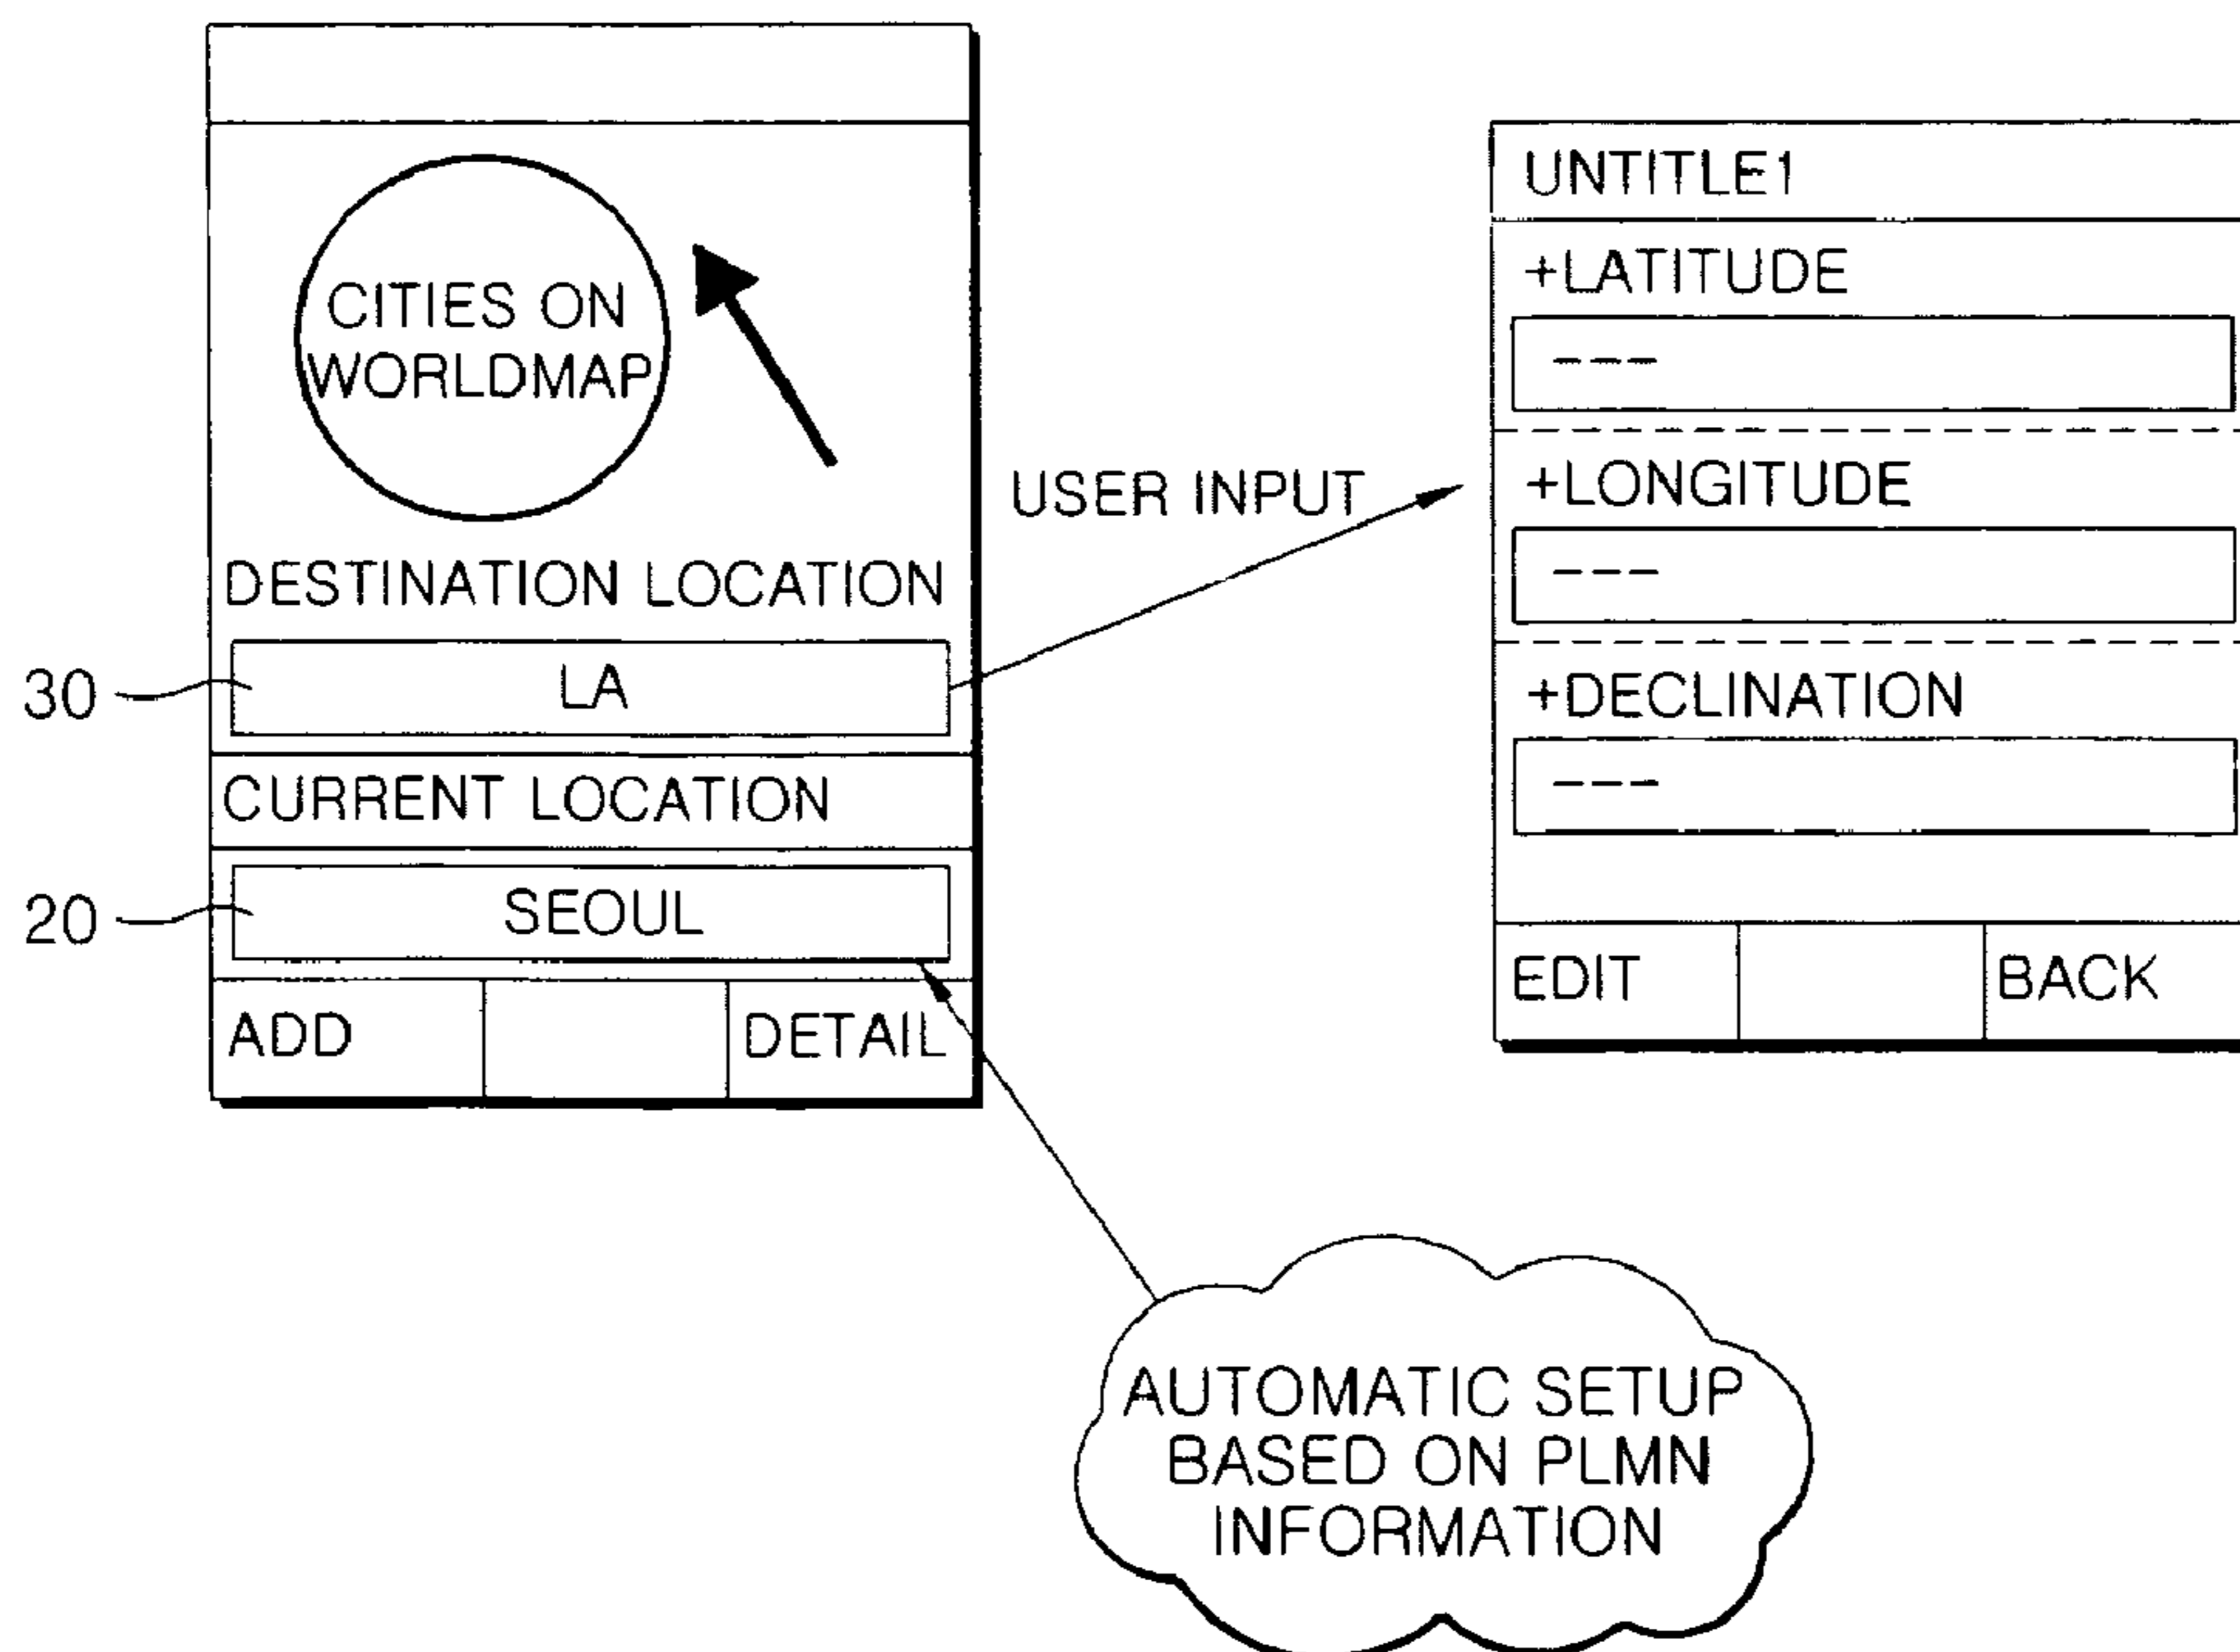 CITIES ON
WORLDMAP
DESTINATION LOCATION
30
LA
CURRENT LOCATION
20
SEOUL
ADD
DETAIL
USER INPUT
UNTITLE1
+LATITUDE
---
+LONGITUDE
---
+DECLINATION
---
EDIT
BACK
AUTOMATIC SETUP
BASED ON PLMN
INFORMATION